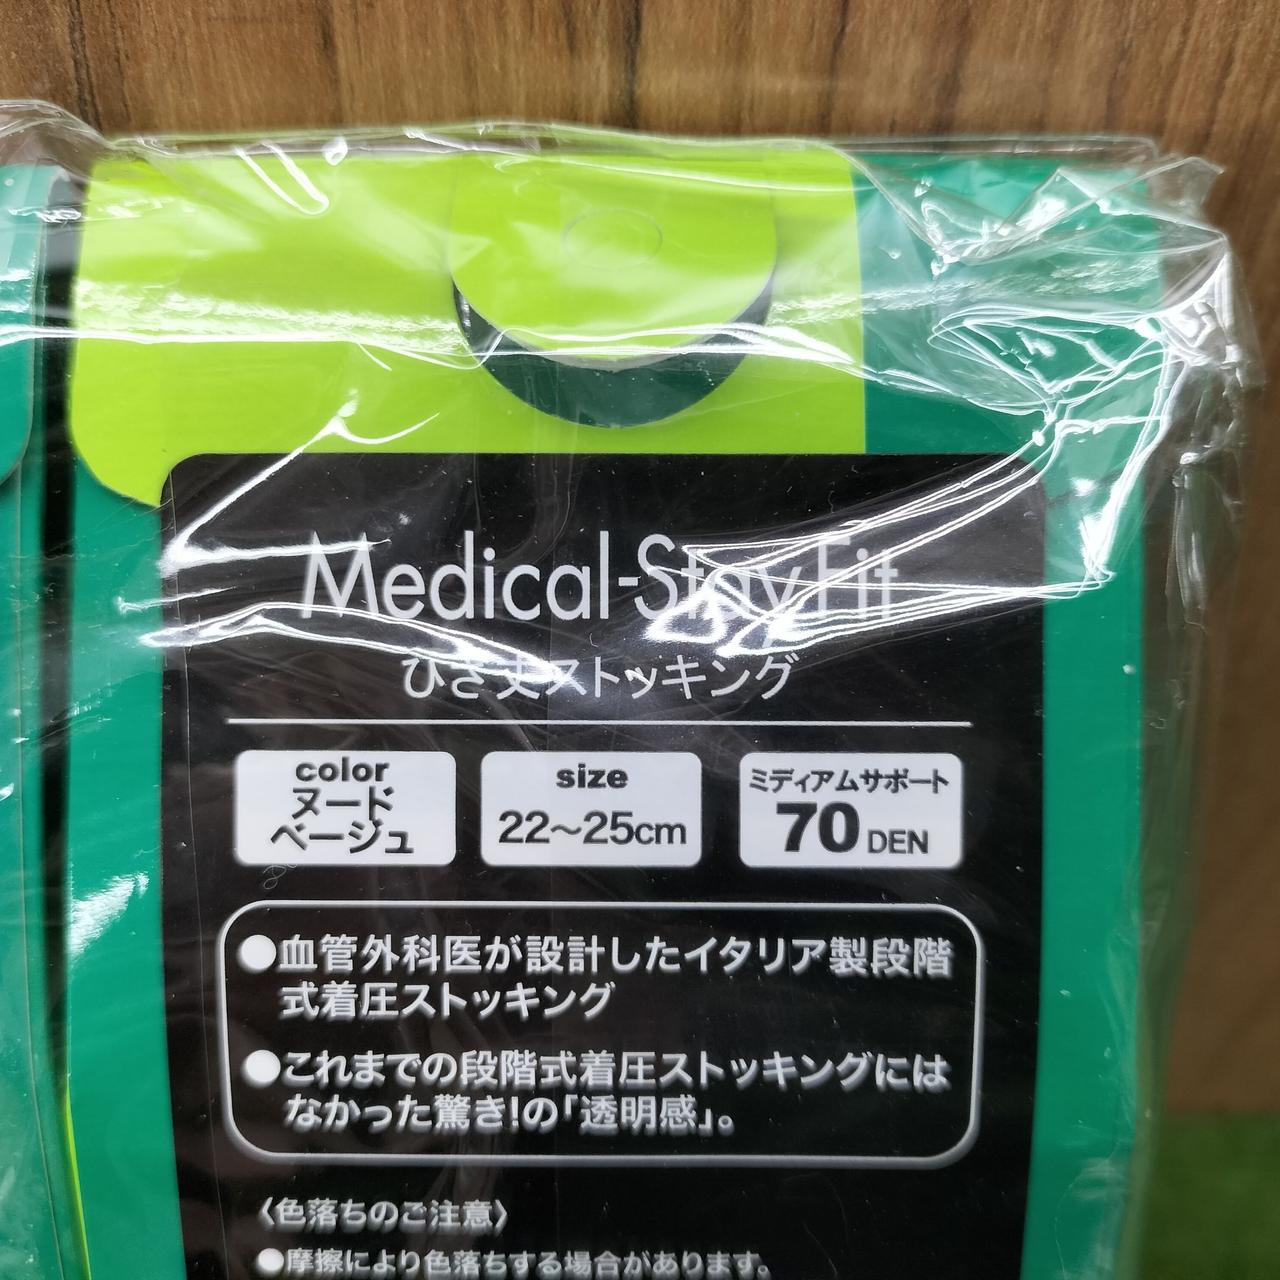 Medical-Stay Fit
ひざ丈ストッキング
color
ヌード
ベージュ
size
22〜25cm
ミディアムサポート
70 DEN
●血管外科医が設計したイタリア製段階
式着圧ストッキング
●これまでの段階式着圧ストッキングには
なかった驚き!の｢透明感｣。
〈色落ちのご注意〉
●摩擦により色落ちする場合があります。